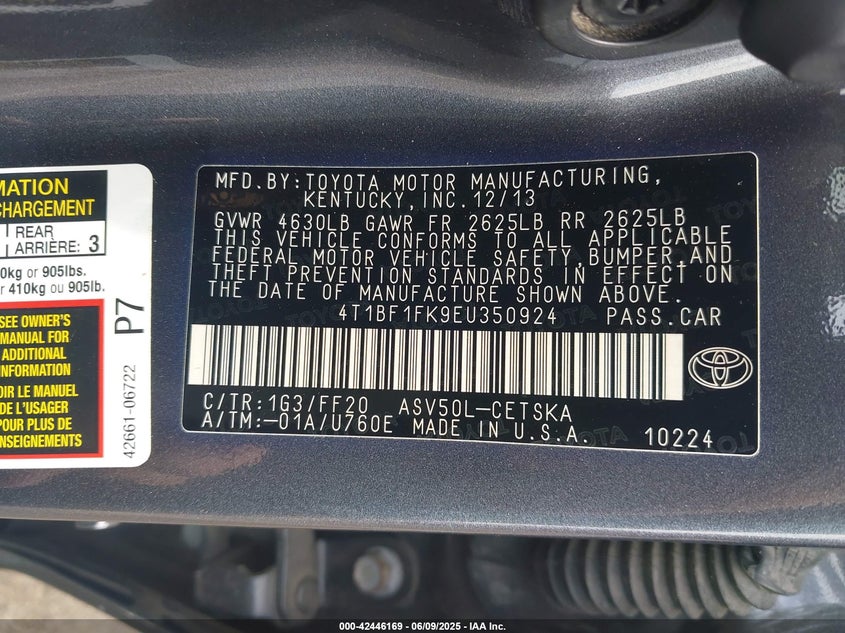 MATION
CHARGEMENT
REAR
ARRIÈRE: 3
0kg or 905lbs.
r 410kg ou 905lb.
SEE OWNER'S
MANUAL FOR
ADDITIONAL
INFORMATION
OIR LE MANUEL
DE L'USAGER
POUR PLUS DE
NSEIGNEMENTS
P7
42661-06722
MFD.BY:TOYOTA MOTOR MANUFACTURING,
KENTUCKY,INC.12/13
GVWR 4630LB GAWR FR 2625LB RR 2625LB
THIS VEHICLE CONFORMS TO ALL APPLICABLE
FEDERAL MOTOR VEHICLE SAFETY,BUMPER,AND
THEFT PREVENTION STANDARDS IN EFFECT ON
THE DATE OF MANUFACTURE SHOWN ABOVE.
4T1BF1FK9EU350924 PASS.CAR
C/TR:1G3/FF20 ASV50L-CETSKA
A/TM:-01A/U760E MADE IN U.S.A. 10224
000-42446169 - 06/09/2025 - IAA Inc.